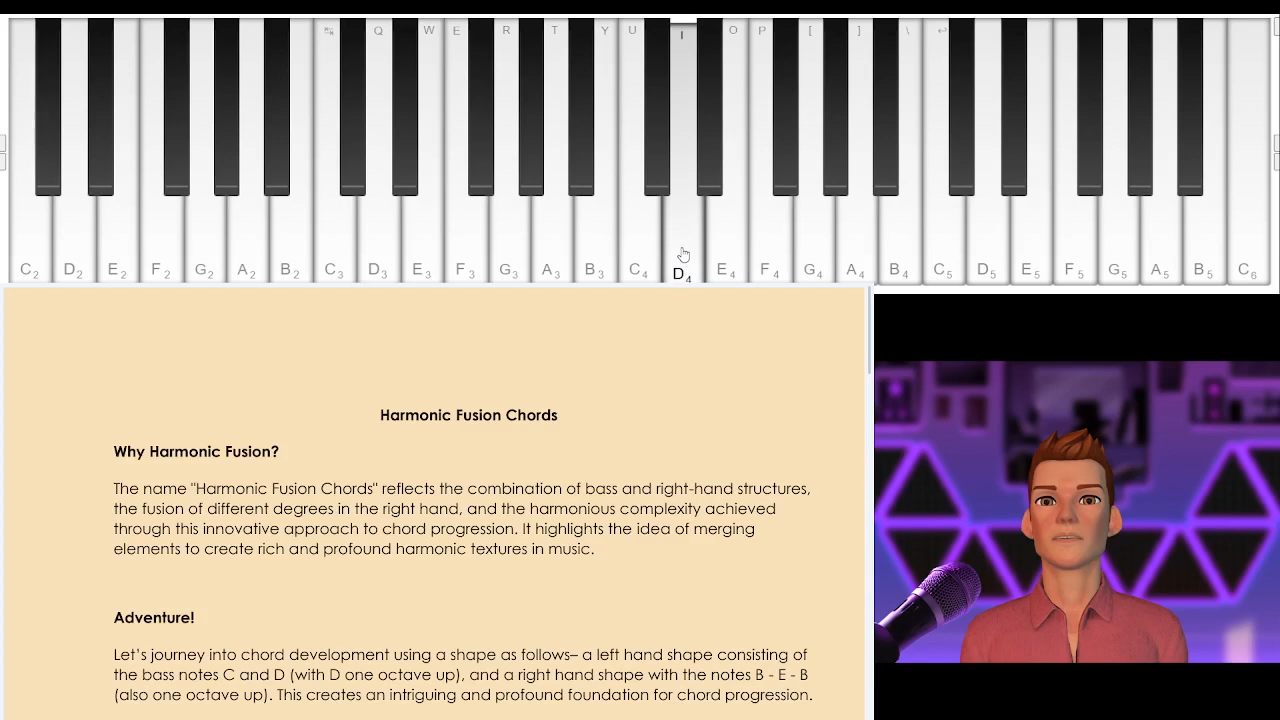 Q W E R T Y U I O P [ ] \ ↩
C2 D2 E2 F2 G2 A2 B2 C3 D3 E3 F3 G3 A3 B3 C4 D4 E4 F4 G4 A4 B4 C5 D5 E5 F5 G5 A5 B5 C6
Harmonic Fusion Chords
Why Harmonic Fusion?
The name "Harmonic Fusion Chords" reflects the combination of bass and right-hand structures,
the fusion of different degrees in the right hand, and the harmonious complexity achieved
through this innovative approach to chord progression. It highlights the idea of merging
elements to create rich and profound harmonic textures in music.
Adventure!
Let's journey into chord development using a shape as follows– a left hand shape consisting of
the bass notes C and D (with D one octave up), and a right hand shape with the notes B - E - B
(also one octave up). This creates an intriguing and profound foundation for chord progression.